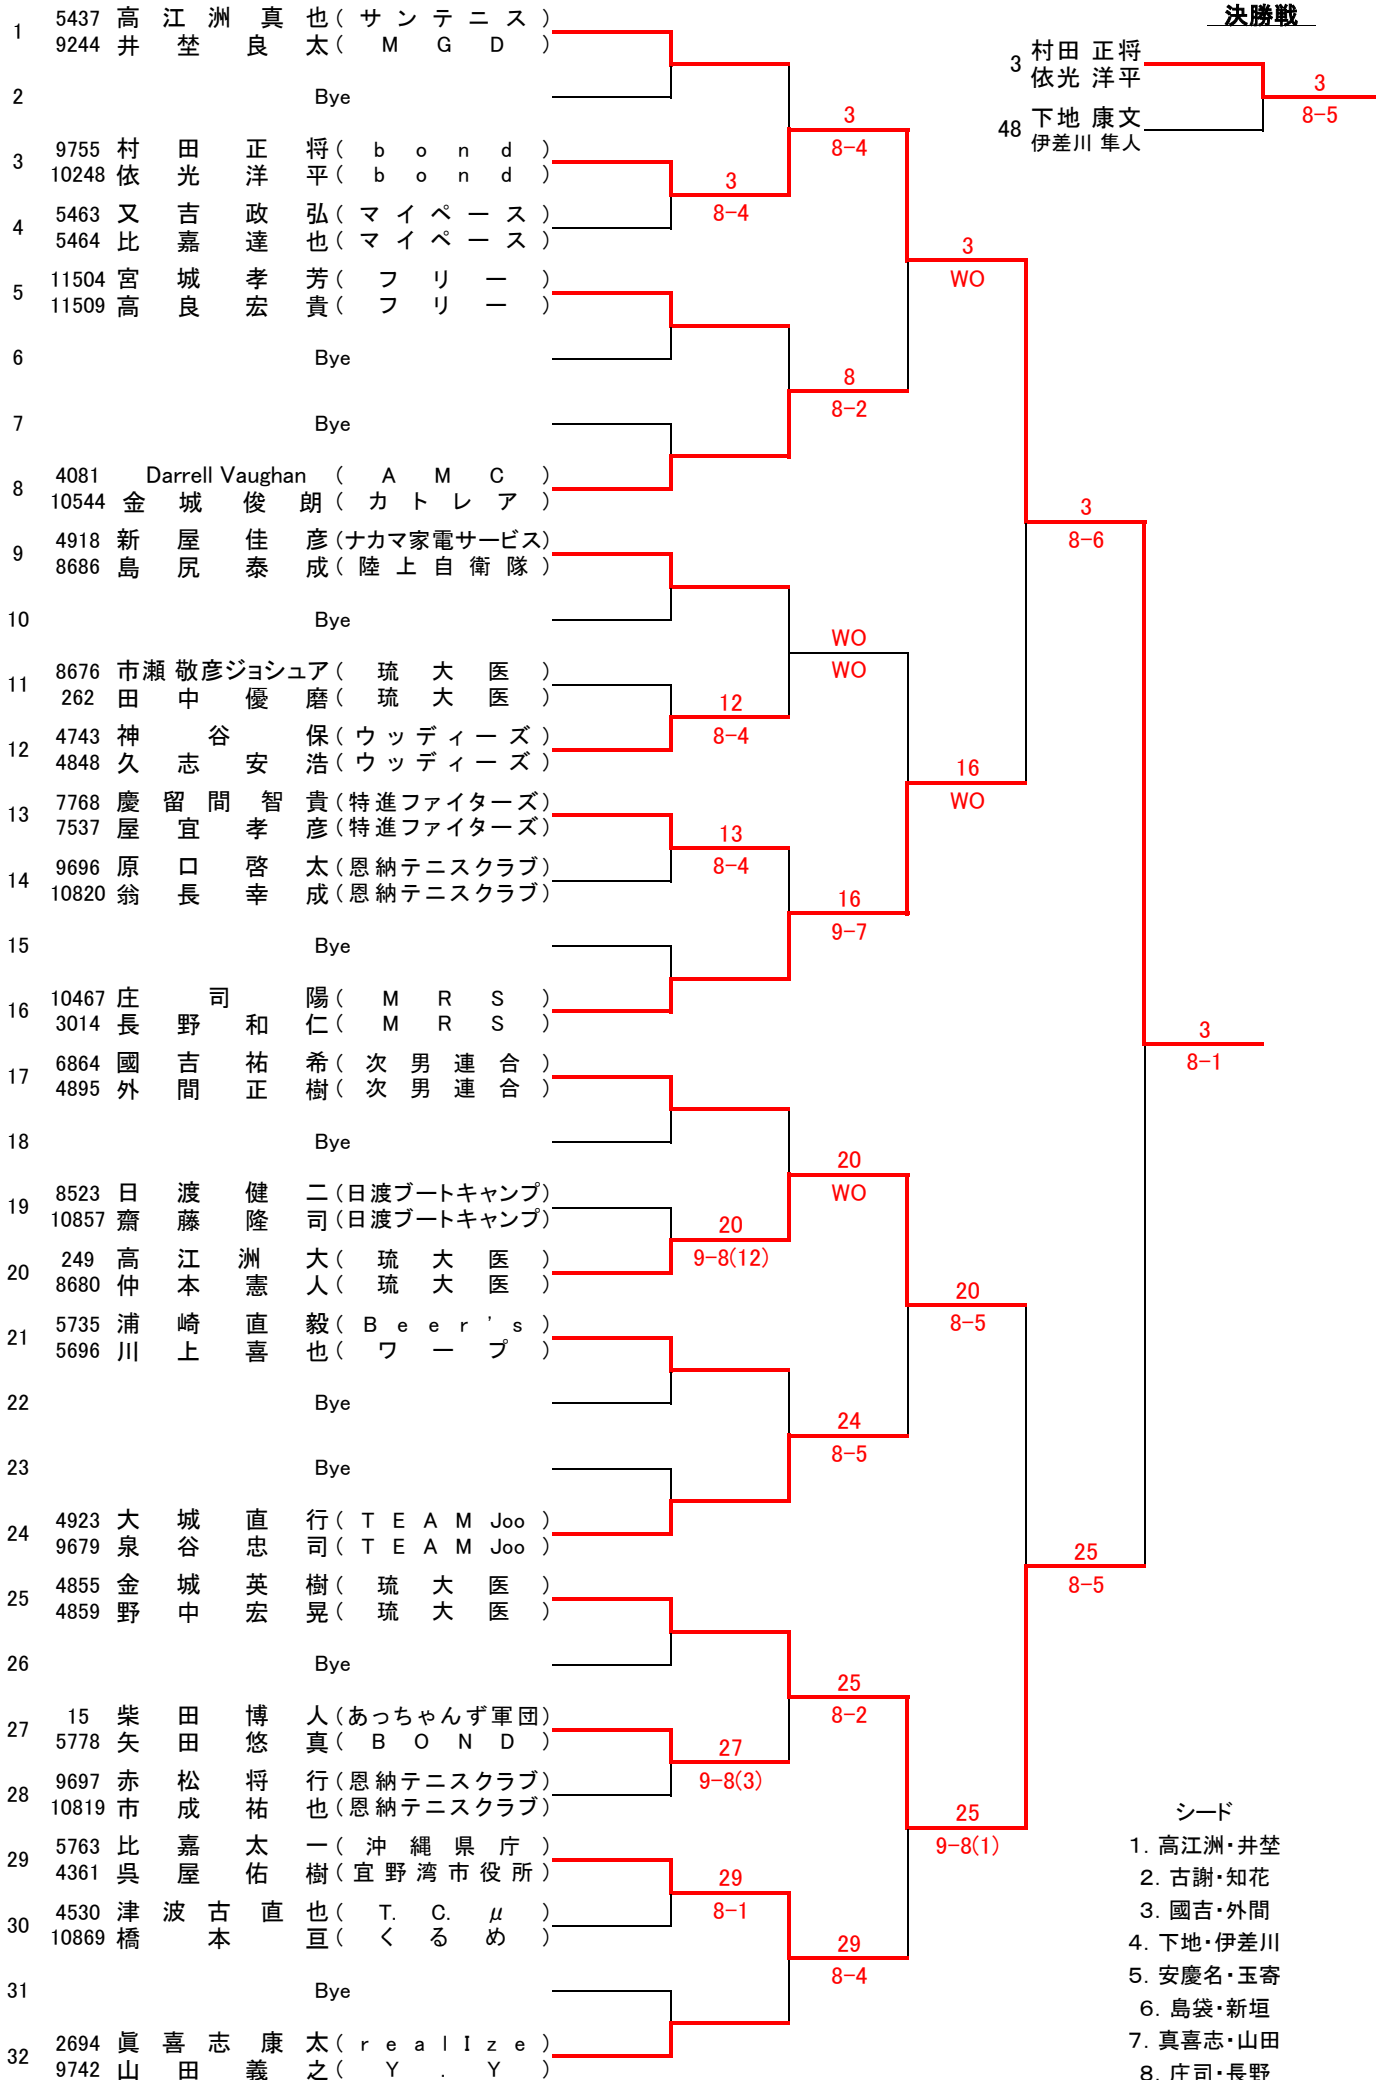 1 5437 高江洲真也(サンテニス)
9244 井埜良太(MGD)
2 Bye
3 9755 村田正将(bond)
10248 依光洋平(bond)
4 5463 又吉政弘(マイペース)
5464 比嘉達也(マイペース)
5 11504 宮城孝芳(フリー)
11509 高良宏貴(フリー)
6 Bye
7 Bye
8 4081 Darrell Vaughan (AMC)
10544 金城俊朗(カトレア)
9 4918 新屋佳彦(ナカマ家電サービス)
8686 島尻泰成(陸上自衛隊)
10 Bye
11 8676 市瀬 敬彦ジョシュア(琉大医)
262 田中優磨(琉大医)
12 4743 神谷保(ウッディーズ)
4848 久志安浩(ウッディーズ)
13 7768 慶留間智貴(特進ファイターズ)
7537 屋宜孝彦(特進ファイターズ)
14 9696 原口啓太(恩納テニスクラブ)
10820 翁長幸成(恩納テニスクラブ)
15 Bye
16 10467 庄司陽(MRS)
3014 長野和仁(MRS)
17 6864 國吉祐希(次男連合)
4895 外間正樹(次男連合)
18 Bye
19 8523 日渡健二(日渡ブートキャンプ)
10857 齋藤隆司(日渡ブートキャンプ)
20 249 高江洲大(琉大医)
8680 仲本憲人(琉大医)
21 5735 浦崎直毅(Beer's)
5696 川上喜也(ワープ)
22 Bye
23 Bye
24 4923 大城直行(TEAM Joo)
9679 泉谷忠司(TEAM Joo)
25 4855 金城英樹(琉大医)
4859 野中宏晃(琉大医)
26 Bye
27 15 柴田博人(あっちゃんず軍団)
5778 矢田悠真(BOND)
28 9697 赤松将行(恩納テニスクラブ)
10819 市成祐也(恩納テニスクラブ)
29 5763 比嘉太一(沖縄県庁)
4361 呉屋佑樹(宜野湾市役所)
30 4530 津波古直也(T.C.μ)
10869 橋本亘(くるめ)
31 Bye
32 2694 眞喜志康太(realIze)
9742 山田義之(Y.Y)
3
8-4
12
8-4
13
8-4
20
9-8(12)
27
9-8(3)
29
8-1
3
8-4
8
8-2
WO
WO
16
9-7
20
WO
24
8-5
25
8-2
29
8-4
3
WO
16
WO
20
8-5
25
9-8(1)
3
8-6
25
8-5
3
8-1
決勝戦
3 村田 正将
依光 洋平
48 下地 康文
伊差川 隼人
3
8-5
シード
1. 高江洲・井埜
2. 古謝・知花
3. 國吉・外間
4. 下地・伊差川
5. 安慶名・玉寄
6. 島袋・新垣
7. 真喜志・山田
8. 庄司・長野